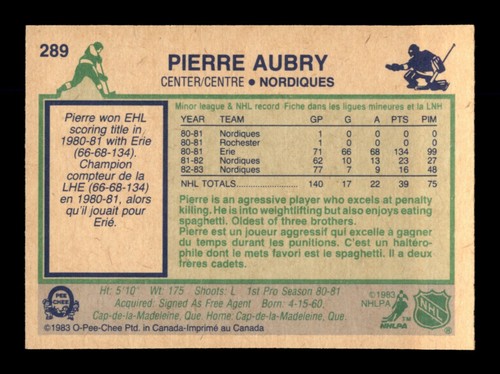 289
PIERRE AUBRY
CENTER/CENTRE • NORDIQUES
Pierre won EHL
scoring title in
1980-81 with Erie
(66-68-134).
Champion
compteur de la
LHE (66-68-134)
en 1980-81, alors
qu'il jouait pour
Erié.
Minor league & NHL record Fiche dans les ligues mineures et la LNH
YEAR TEAM GP G A PTS PIM
80-81 Nordiques 1 0 0 0 0
80-81 Rochester 1 0 0 0 0
80-81 Erie 71 66 68 134 99
81-82 Nordiques 62 10 13 23 27
82-83 Nordiques 77 7 9 16 48
NHL TOTALS 140 17 22 39 75
Pierre is an agressive player who excels at penalty
killing. He is into weightlifting but also enjoys eating
spaghetti. Oldest of three brothers.
Pierre est un joueur aggressif qui excelle a gagner
du temps durant les punitions. C'est un haltéro-
phile dont le mets favori est le spaghetti. Il a deux
frères cadets.
O PEE CHEE
Ht: 5'10" Wt: 175 Shoots: L 1st Pro Season 80-81
Acquired: Signed As Free Agent Born: 4-15-60,
Cap-de-la-Madeleine, Que. Home: Cap-de-la-Madeleine, Que.
©1983 O-Pee-Chee Ptd. in Canada-Imprimé au Canada
©1983
NHLPA
NHLPA
TM
NHL